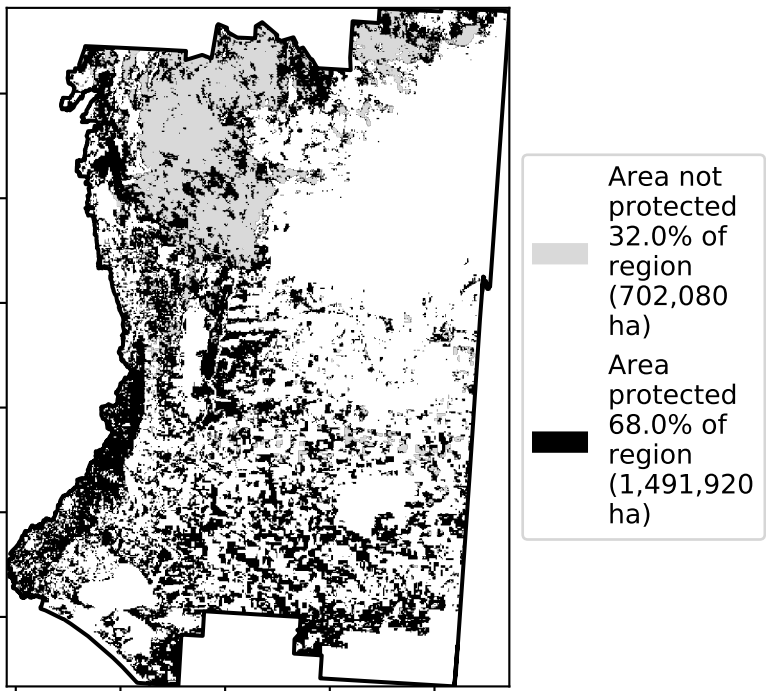 Area not
protected
32.0% of
region
(702,080
ha)
Area
protected
68.0% of
region
(1,491,920
ha)